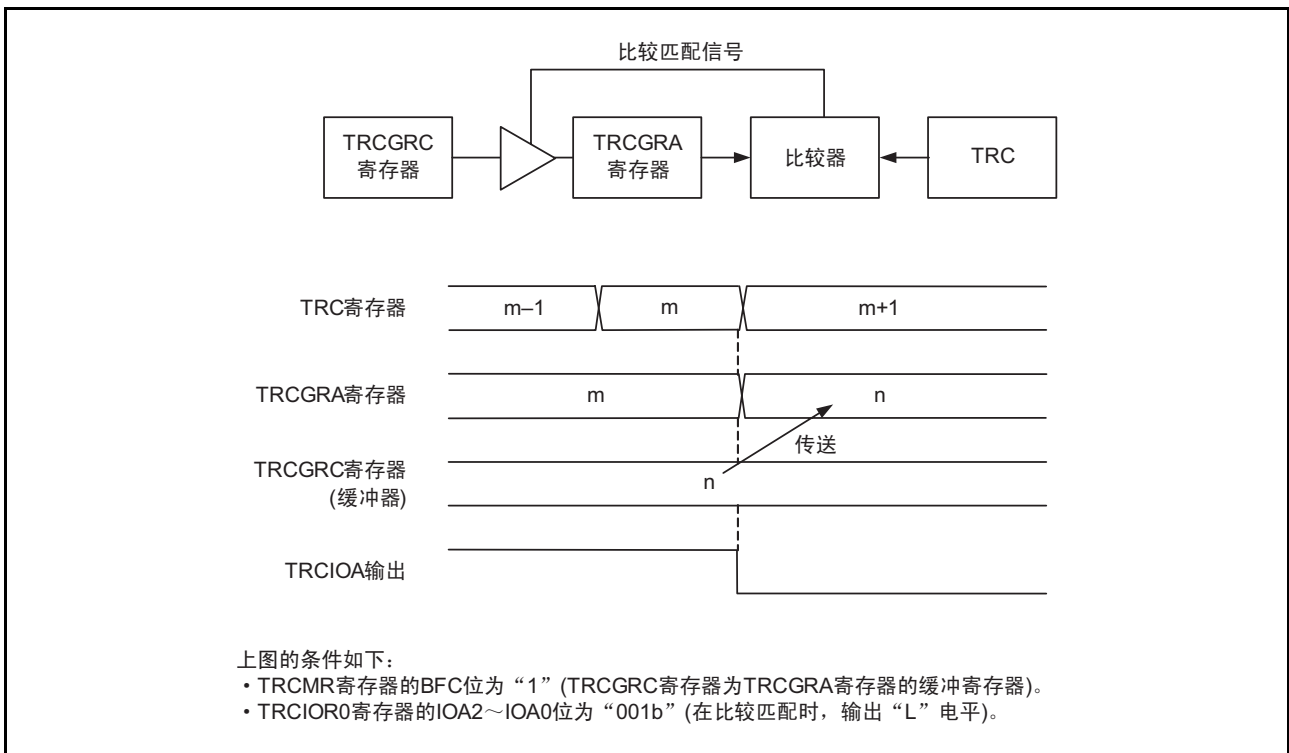 比较匹配信号
TRCGRC
寄存器
TRCGRA
寄存器
比较器
TRC
TRC寄存器
m–1
m
m+1
TRCGRA寄存器
m
n
传送
TRCGRC寄存器
(缓冲器)
n
TRCIOA输出
上图的条件如下：
・TRCMR寄存器的BFC位为“1”(TRCGRC寄存器为TRCGRA寄存器的缓冲寄存器)。
・TRCIOR0寄存器的IOA2～IOA0位为“001b”(在比较匹配时，输出“L”电平)。